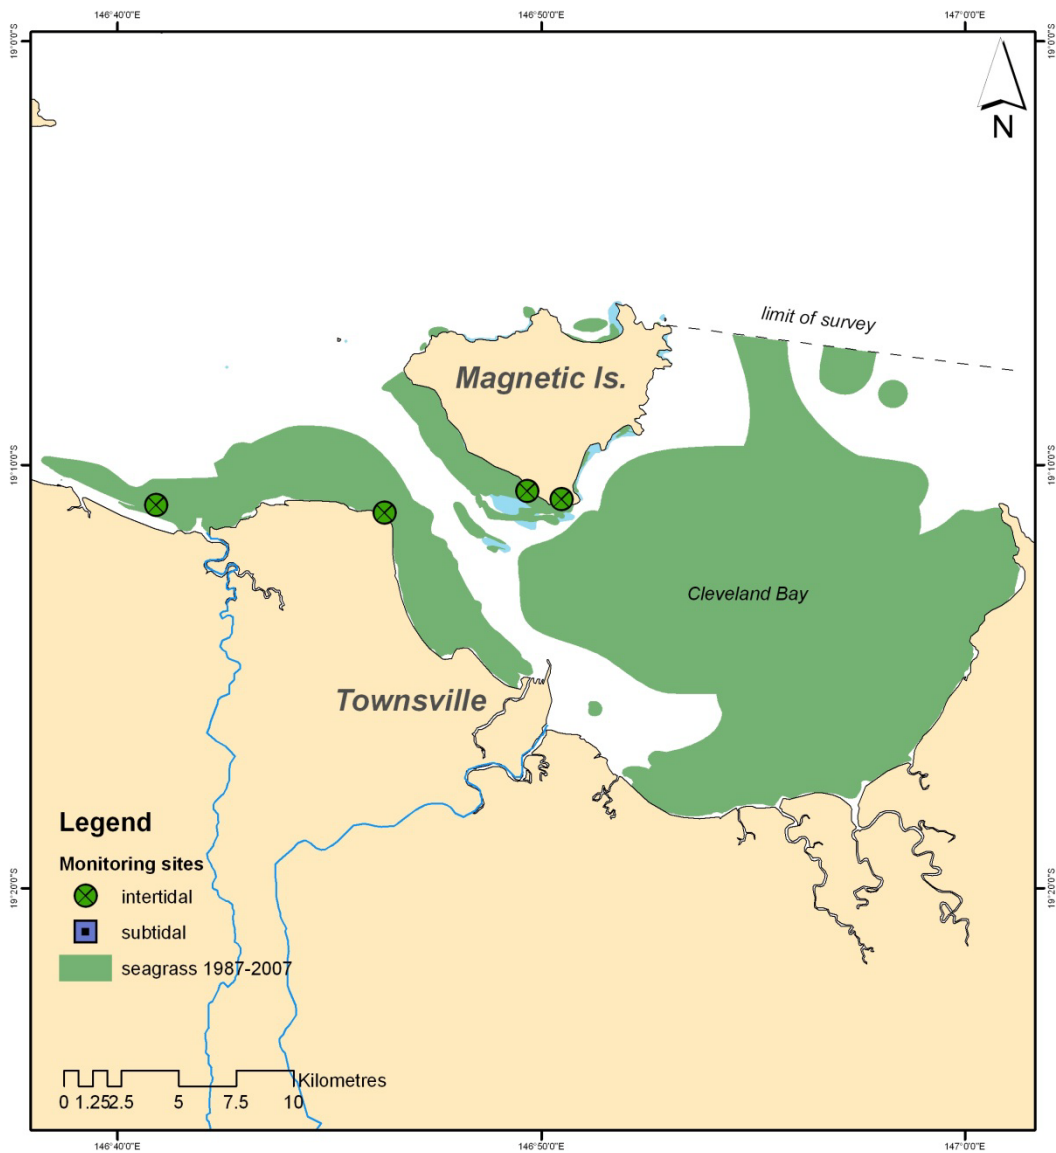 146°40'0"E 146°50'0"E 147°0'0"E
19°0'0"S 19°0'0"S
N
limit of survey
Magnetic Is.
19°10'0"S 19°10'0"S
Cleveland Bay
Townsville
Legend
Monitoring sites
intertidal
19°20'0"S 19°20'0"S
subtidal
seagrass 1987-2007
Kilometres
0 1.25 2.5 5 7.5 10
146°40'0"E 146°50'0"E 147°0'0"E